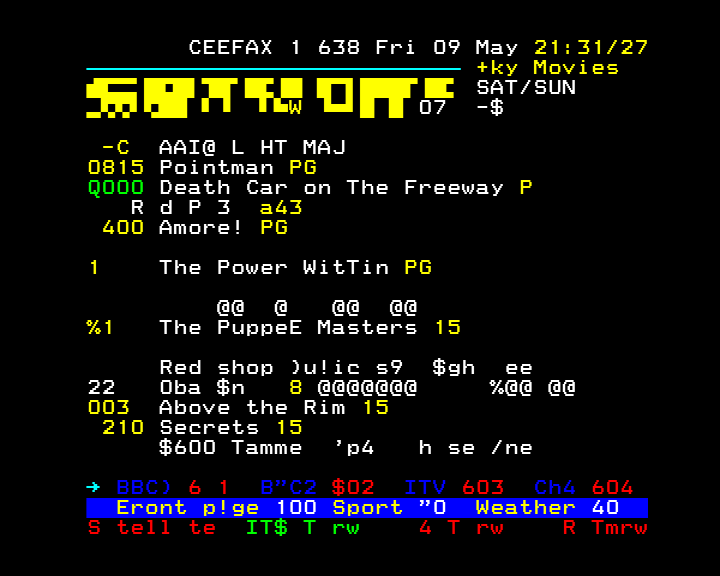 CEEFAX 1 638 Fri 09 May 21:31/27
+ky Movies
SAT/SUN
W 07 -$
-C AAI@ L HT MAJ
0815 Pointman PG
Q000 Death Car on The Freeway P
R d P 3 a43
400 Amore! PG
1 The Power WitTin PG
@@ @ @@ @@
%1 The PuppeE Masters 15
Red shop )u!ic s9 $gh ee
22 Oba $n 8 @@@@@@@ %@@ @@
003 Above the Rim 15
210 Secrets 15
$600 Tamme 'p4 h se /ne
→ BBC) 6 1 B"C2 $02 ITV 603 Ch4 604
Eront p!ge 100 Sport "0 Weather 40
S tell te IT$ T rw 4 T rw R Tmrw